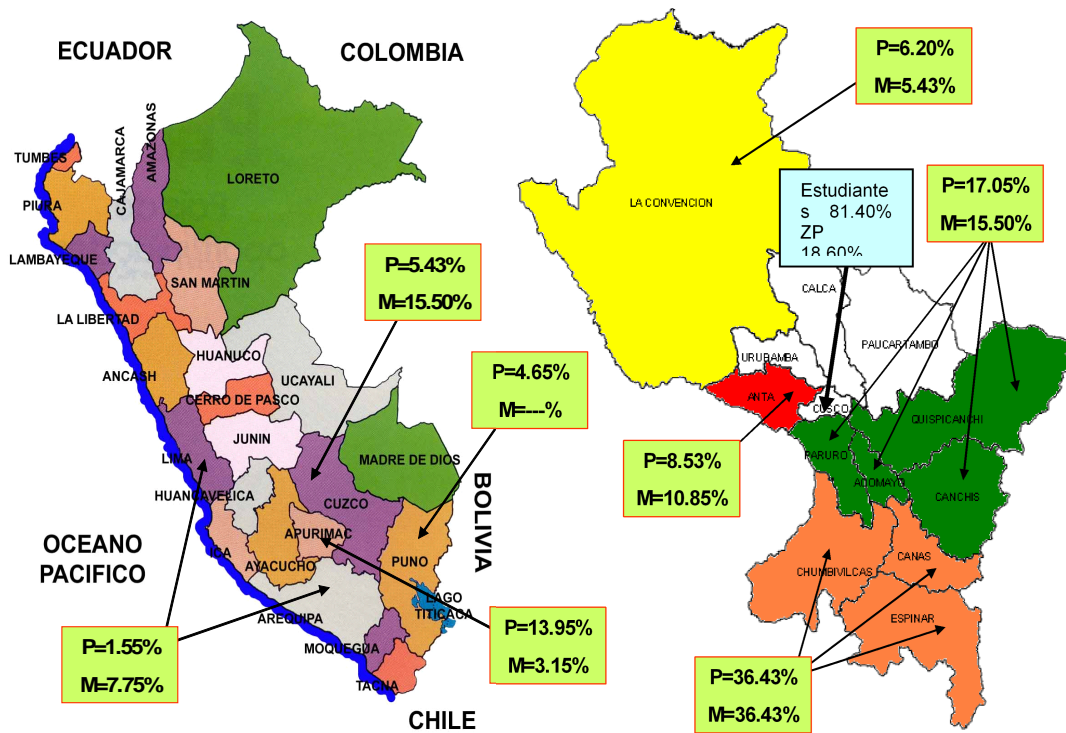 ECUADOR
COLOMBIA
TUMBES
PIURA
LAMBAYEQUE
CAJAMARCA
AMAZONAS
LORETO
SAN MARTIN
LA LIBERTAD
ANCASH
HUANUCO
UCAYALI
CERRO DE PASCO
JUNIN
LIMA
MADRE DE DIOS
HUANCAVELICA
CUZCO
BOLIVIA
OCEANO
PACIFICO
ICA
APURIMAC
AYACUCHO
PUNO
LAGO
TITICACA
AREQUIPA
MOQUEGUA
TACNA
CHILE
P=5.43%
M=15.50%
P=4.65%
M=---%
P=1.55%
M=7.75%
P=13.95%
M=3.15%
P=6.20%
M=5.43%
LA CONVENCION
Estudiante
s 81.40%
ZP
18.60%
P=17.05%
M=15.50%
CALCA
URUBAMBA
PAUCARTAMBO
ANTA
CUSCO
QUISPICANCHI
PARURO
ACOMAYO
CANCHIS
P=8.53%
M=10.85%
CHUMBIVILCAS
CANAS
ESPINAR
P=36.43%
M=36.43%